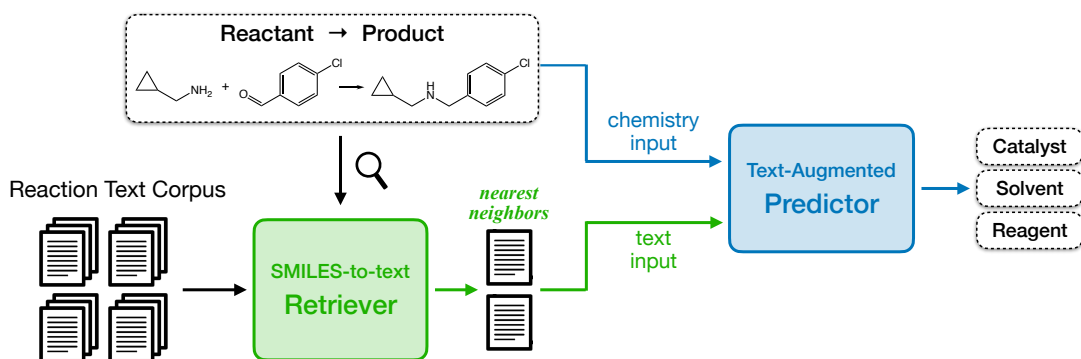 Reactant → Product
NH₂
+
O
Cl
H
N
Cl
chemistry
input
Reaction Text Corpus
nearest
neighbors
SMILES-to-text
Retriever
text
input
Text-Augmented
Predictor
Catalyst
Solvent
Reagent